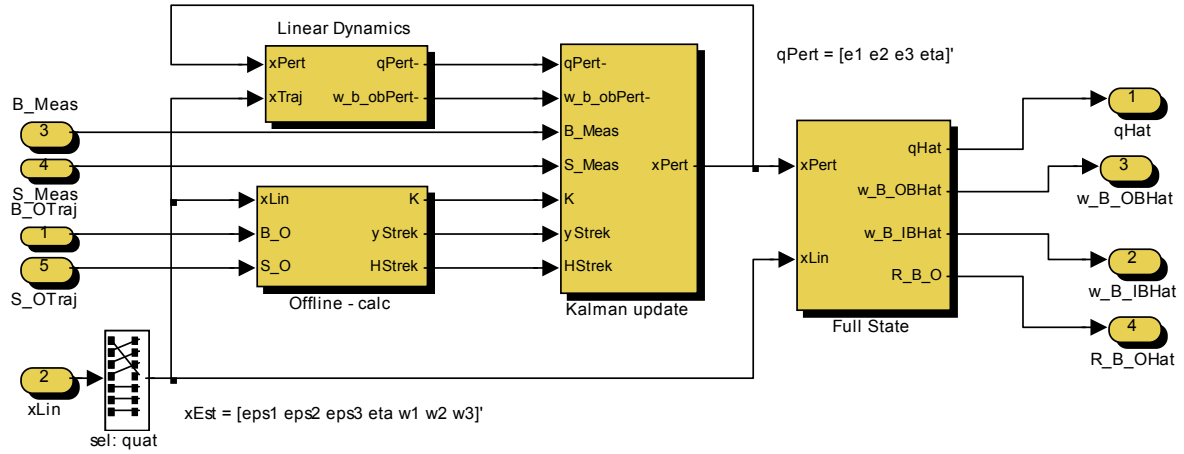 Linear Dynamics
xPert
xTraj
qPert-
w_b_obPert-
qPert-
w_b_obPert-
B_Meas
S_Meas
K
y Strek
HStrek
xPert
Kalman update
qPert = [e1 e2 e3 eta]'
B_Meas
3
4
S_Meas
B_OTraj
1
5
S_OTraj
xLin
B_O
S_O
K
y Strek
HStrek
Offline - calc
xPert
xLin
qHat
w_B_OBHat
w_B_IBHat
R_B_O
Full State
1
qHat
3
w_B_OBHat
2
w_B_IBHat
4
R_B_OHat
2
xLin
sel: quat
xEst = [eps1 eps2 eps3 eta w1 w2 w3]'